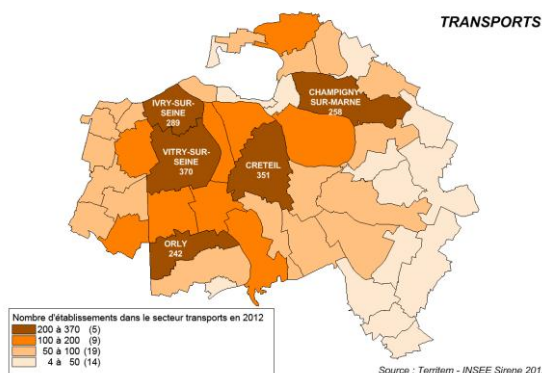 TRANSPORTS
IVRY-SUR-
SEINE
289
CHAMPIGNY
SUR-MARNE
258
VITRY-SUR-
SEINE
370
CRETEIL
351
ORLY
242
Nombre d'établissements dans le secteur transports en 2012
200 à 370 (5)
100 à 200 (9)
50 à 100 (19)
4 à 50 (14)
Source : Territem - INSEE Sirene 201